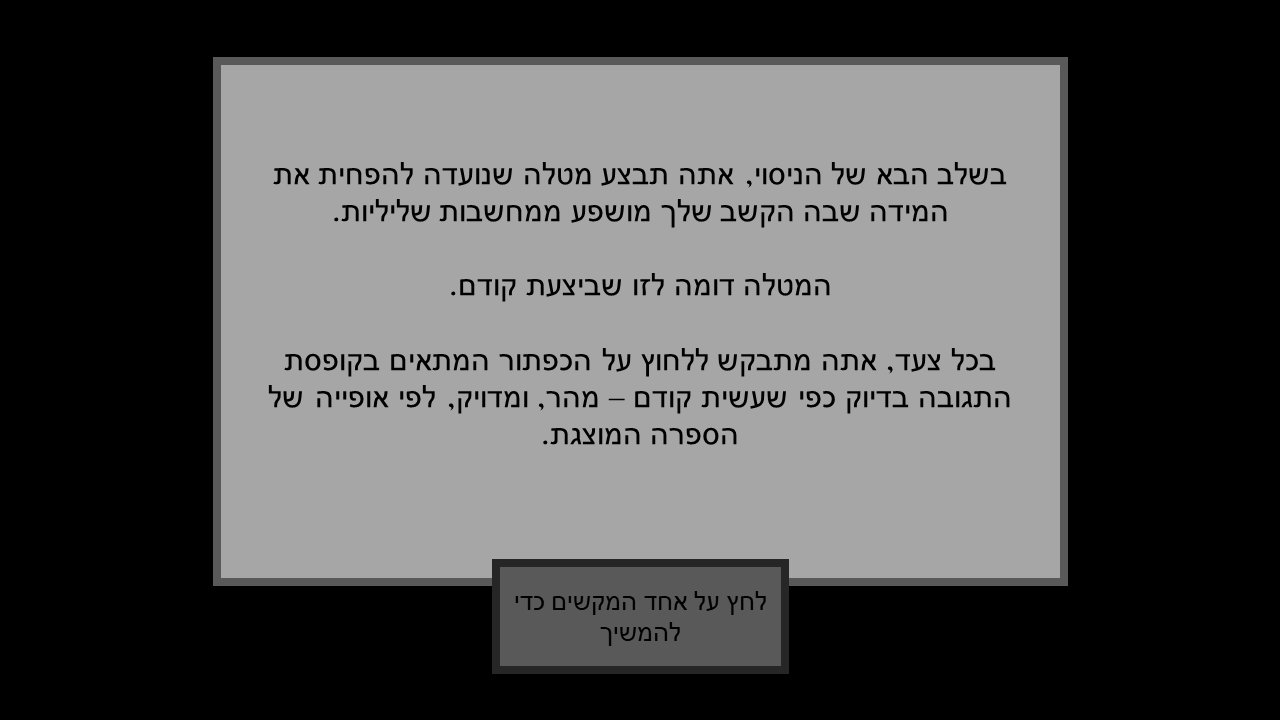 בשלב הבא של הניסוי, אתה תבצע מטלה שנועדה להפחית את
המידה שבה הקשב שלך מושפע ממחשבות שליליות.
המטלה דומה לזו שביצעת קודם.
בכל צעד, אתה מתבקש ללחוץ על הכפתור המתאים בקופסת
התגובה בדיוק כפי שעשית קודם – מהר, ומדויק, לפי אופייה של
הספרה המוצגת.
לחץ על אחד המקשים כדי
להמשיך